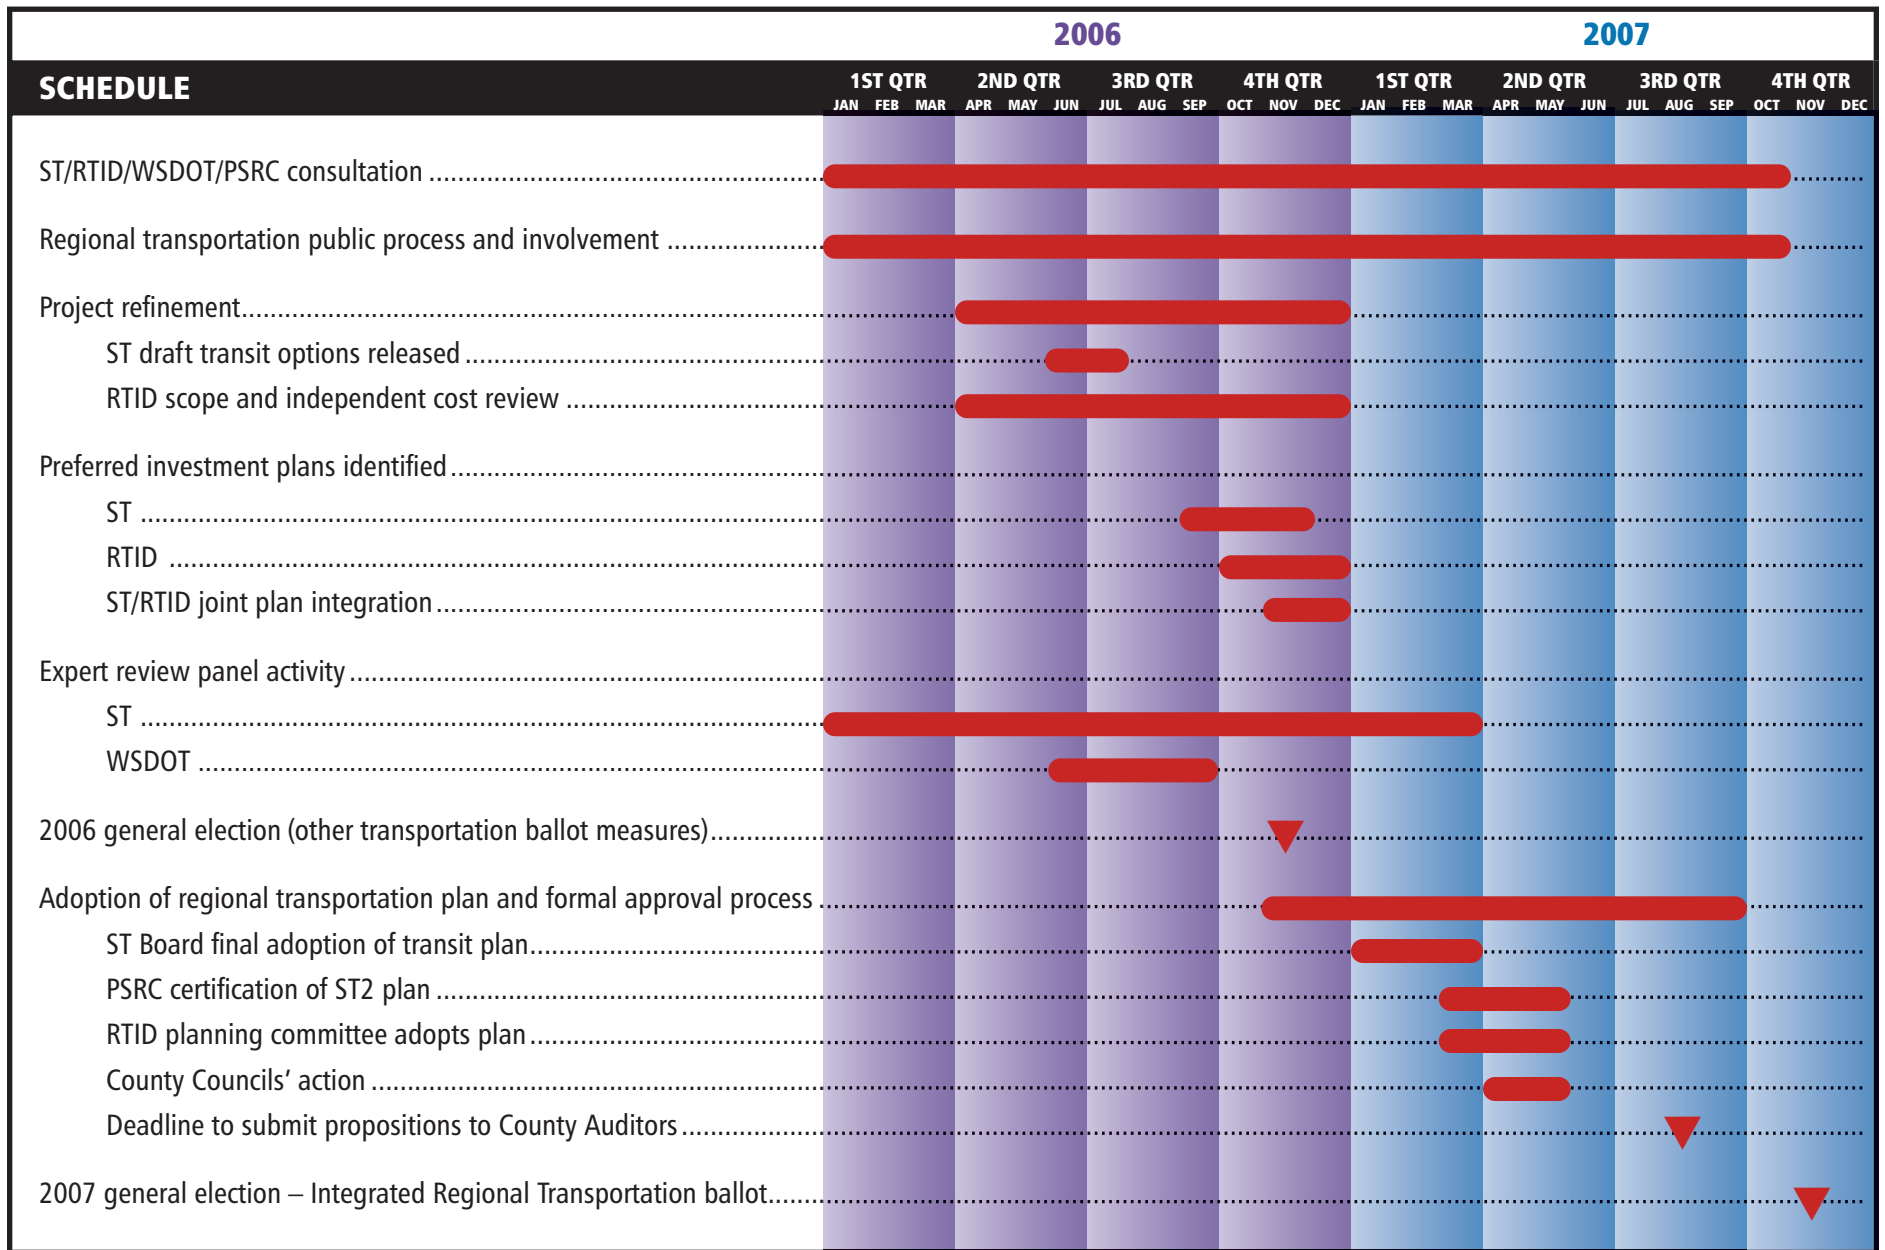 2006 2007
SCHEDULE 1ST QTR 2ND QTR 3RD QTR 4TH QTR 1ST QTR 2ND QTR 3RD QTR 4TH QTR
JAN FEB MAR APR MAY JUN JUL AUG SEP OCT NOV DEC JAN FEB MAR APR MAY JUN JUL AUG SEP OCT NOV DEC
ST/RTID/WSDOT/PSRC consultation
Regional transportation public process and involvement
Project refinement
ST draft transit options released
RTID scope and independent cost review
Preferred investment plans identified
ST
RTID
ST/RTID joint plan integration
Expert review panel activity
ST
WSDOT
2006 general election (other transportation ballot measures)
Adoption of regional transportation plan and formal approval process
ST Board final adoption of transit plan
PSRC certification of ST2 plan
RTID planning committee adopts plan
County Councils’ action
Deadline to submit propositions to County Auditors
2007 general election – Integrated Regional Transportation ballot